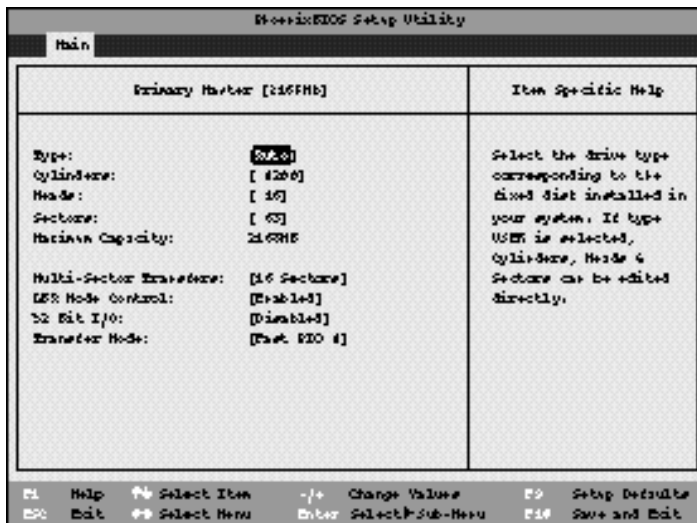 PhoenixBIOS Setup Utility
Main
Primary Master [2168Mb]
Item Specific Help
Type: [Auto]
Cylinders: [ 4200]
Heads: [ 16]
Sectors: [ 63]
Maximum Capacity: 2168MB
Multi-Sector Transfers: [16 Sectors]
LBA Mode Control: [Enabled]
32 Bit I/O: [Disabled]
Transfer Mode: [Fast PIO 4]
Select the drive type
corresponding to the
fixed disk installed in
your system. If type
USER is selected,
Cylinders, Heads &
Sectors can be edited
directly.
F1 Help ↑↓ Select Item -/+ Change Values F9 Setup Defaults
ESC Exit ↔ Select Menu Enter Select▶Sub-Menu F10 Save and Exit